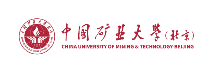 中国矿业大学(北京)
CHINA UNIVERSITY OF MINING & TECHNOLOGY-BEIJING